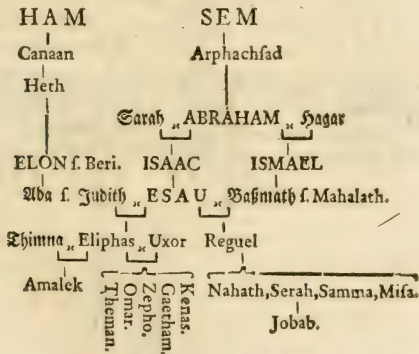 HAM SEM
Canaan Arphachsad
Heth
Sarah ABRAHAM Hagar
ELON s. Beri. ISAAC ISMAEL
Ada s. Judith ESAU Baßmath s. Mahalath.
Thimna Eliphas Uxor Reguel
Amalek
Kenas.
Gaetham.
Zepho.
Omar.
Theman.
Nahath, Serah, Samma, Misa.
Jobab.